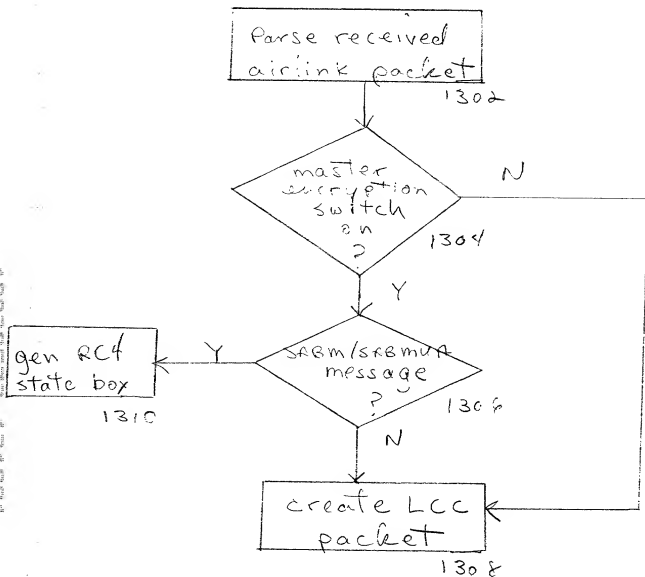 Parse received
airlink packet
1302
master
encryption
switch
on
?
N
1304
Y
SABM/SABMUA
message
?
1306
Y
gen RC4
state box
1310
N
create LCC
packet
1308